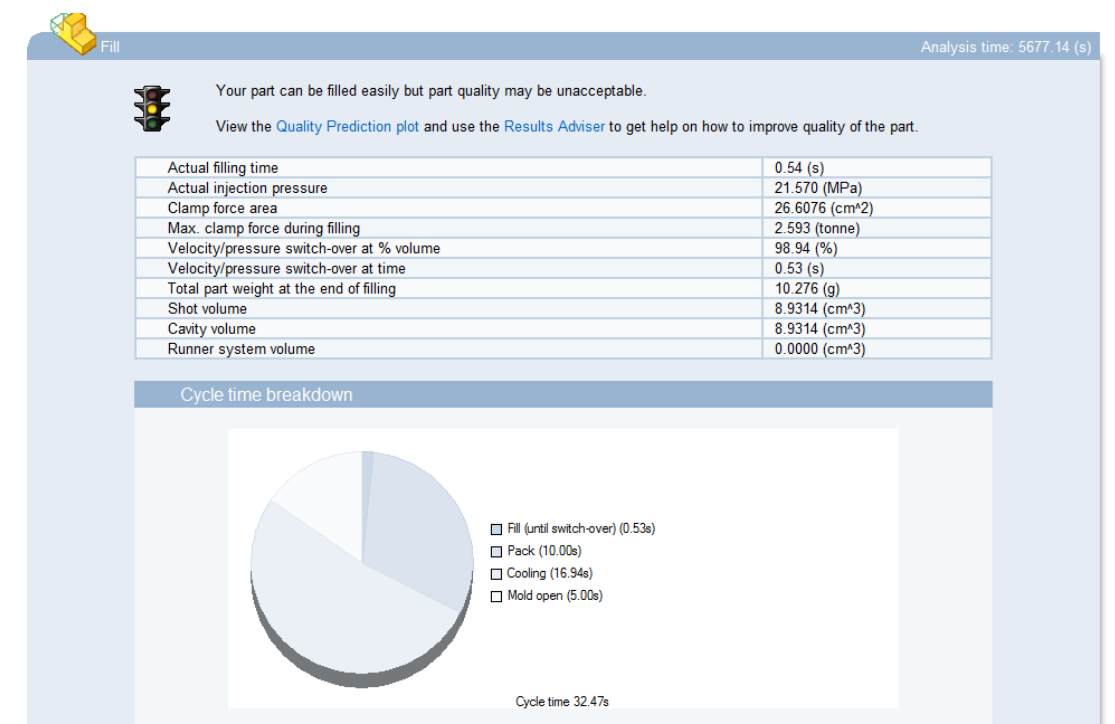 Fill Analysis time: 5677.14 (s)
Your part can be filled easily but part quality may be unacceptable.
View the Quality Prediction plot and use the Results Adviser to get help on how to improve quality of the part.
Actual filling time 0.54 (s)
Actual injection pressure 21.570 (MPa)
Clamp force area 26.6076 (cm^2)
Max. clamp force during filling 2.593 (tonne)
Velocity/pressure switch-over at % volume 98.94 (%)
Velocity/pressure switch-over at time 0.53 (s)
Total part weight at the end of filling 10.276 (g)
Shot volume 8.9314 (cm^3)
Cavity volume 8.9314 (cm^3)
Runner system volume 0.0000 (cm^3)
Cycle time breakdown
Fill (until switch-over) (0.53s)
Pack (10.00s)
Cooling (16.94s)
Mold open (5.00s)
Cycle time 32.47s